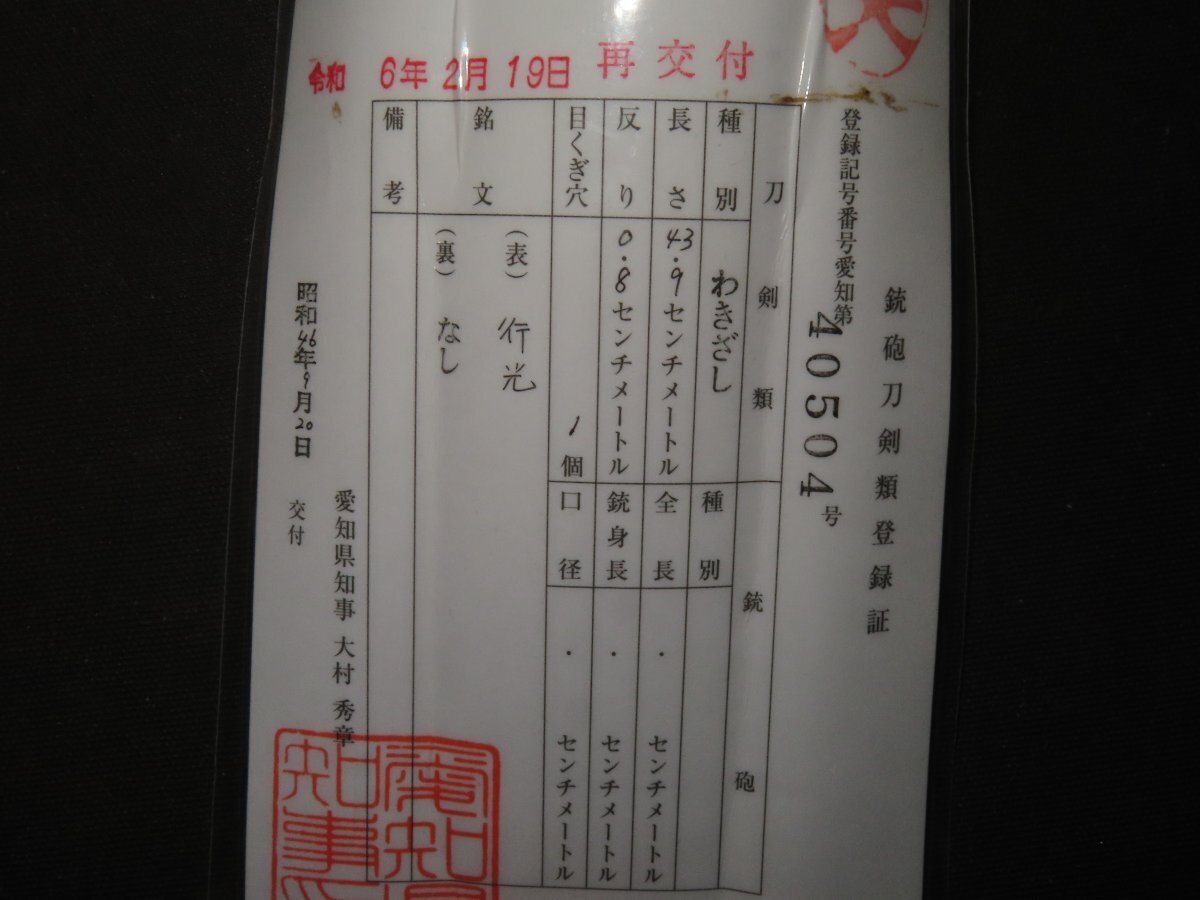 令和 6年 2月 19日 再交付
銃砲刀剣類登録証
登録記号番号愛知第40504号
刀剣類
種別 わきざし
長さ 43.9センチメートル
反り 0.8センチメートル
目くぎ穴 1個
銘文
(表) 行光
(裏) なし
備考
銃砲
種別
全長 ・ センチメートル
銃身長 ・ センチメートル
口径 ・ センチメートル
昭和46年9月20日 交付
愛知県知事 大村 秀章
愛知県
知事